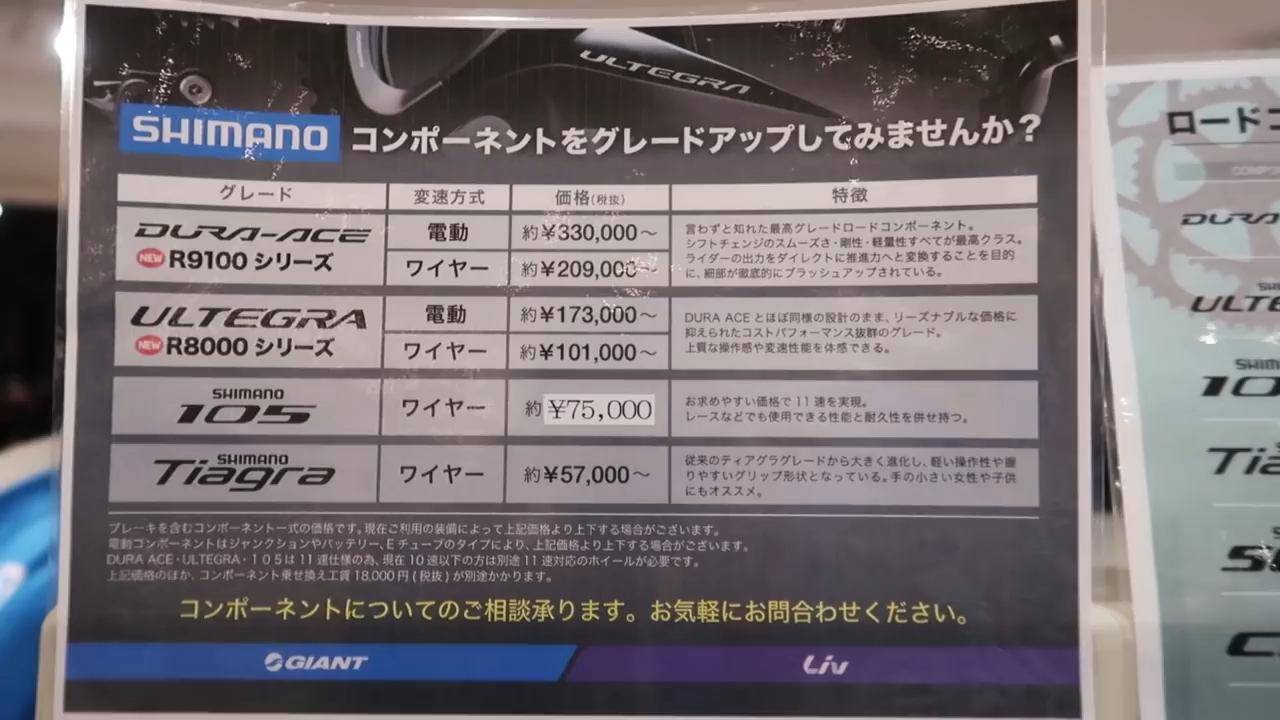 ULTEGRA
SHIMANO コンポーネントをグレードアップしてみませんか？
グレード 変速方式 価格(税抜) 特徴
DURA-ACE
NEW R9100 シリーズ
電動 約¥330,000～
ワイヤー 約¥209,000～
言わずと知れた最高グレードロードコンポーネント。
シフトチェンジのスムーズさ・剛性・軽量性すべてが最高クラス。
ライダーの出力をダイレクトに推進力へと変換することを目的
に、細部が徹底的にブラッシュアップされている。
ULTEGRA
NEW R8000 シリーズ
電動 約¥173,000～
ワイヤー 約¥101,000～
DURA ACE とほぼ同様の設計のまま、リーズナブルな価格に
抑えられたコストパフォーマンス抜群のグレード。
上質な操作感や変速性能を体感できる。
SHIMANO
105
ワイヤー 約 ¥75,000
お求めやすい価格で 11 速を実現。
レースなどでも使用できる性能と耐久性を併せ持つ。
SHIMANO
Tiagra
ワイヤー 約¥57,000～
従来のティアグラグレードから大きく進化し、軽い操作性や握
りやすいグリップ形状となっている。手の小さい女性や子供
にもオススメ。
ブレーキを含むコンポーネント一式の価格です。現在ご利用の装備によって上記価格より上下する場合がございます。
電動コンポーネントはジャンクションやバッテリー、E チューブのタイプにより、上記価格より上下する場合がございます。
DURA ACE・ULTEGRA・１０５は 11 速仕様の為、現在 10 速以下の方は別途 11 速対応のホイールが必要です。
上記価格のほか、コンポーネント乗せ換え工賃 18,000 円 ( 税抜 ) が別途かかります。
コンポーネントについてのご相談承ります。お気軽にお問合わせください。
GIANT Liv
ロード
DURA
ULTE
10
Tia